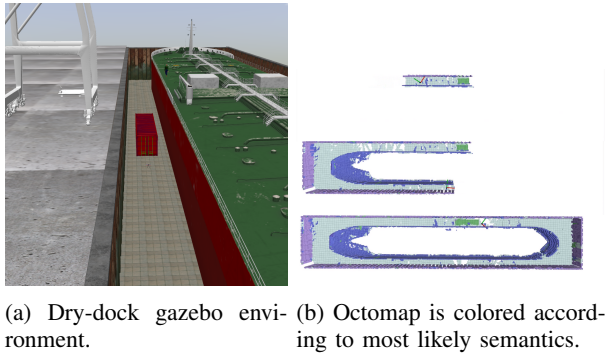 (a) Dry-dock gazebo envi-
ronment.
(b) Octomap is colored accord-
ing to most likely semantics.